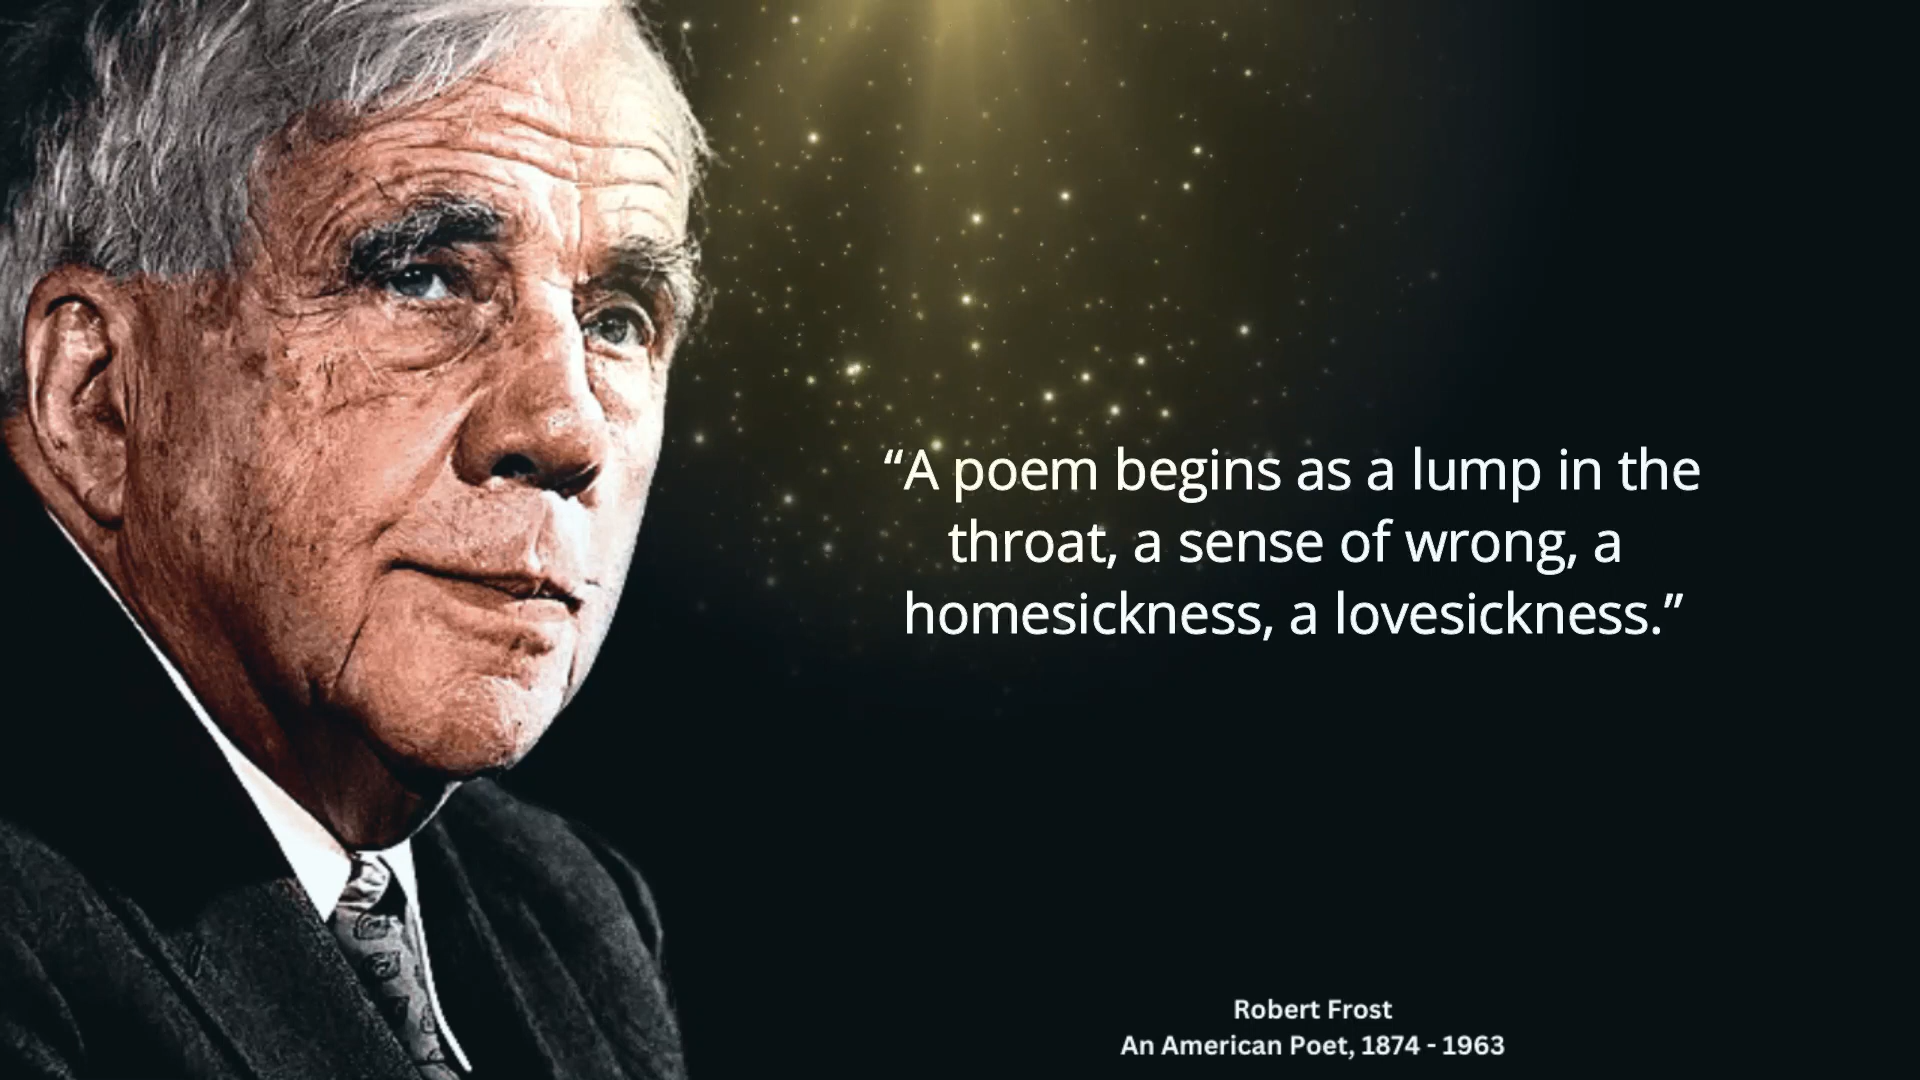 “A poem begins as a lump in the
throat, a sense of wrong, a
homesickness, a lovesickness.”
Robert Frost
An American Poet, 1874 - 1963